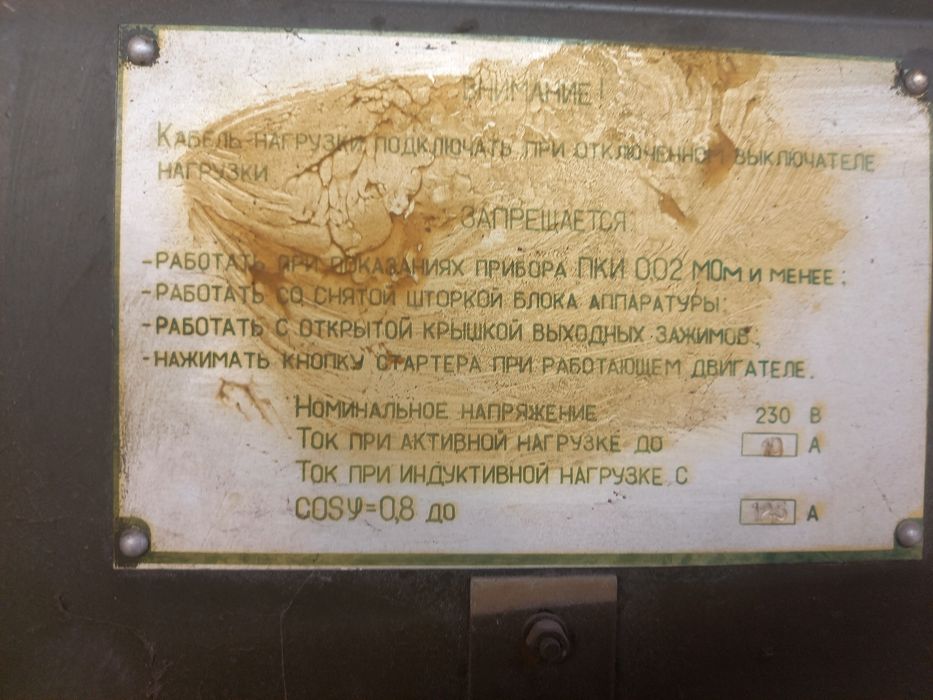 ВНИМАНИЕ!
КАБЕЛЬ НАГРУЗКИ ПОДКЛЮЧАТЬ ПРИ ОТКЛЮЧЕННОМ ВЫКЛЮЧАТЕЛЕ
НАГРУЗКИ
ЗАПРЕЩАЕТСЯ:
-РАБОТАТЬ ПРИ ПОКАЗАНИЯХ ПРИБОРА ПКИ 0,02 МОм И МЕНЕЕ;
-РАБОТАТЬ СО СНЯТОЙ ШТОРКОЙ БЛОКА АППАРАТУРЫ;
-РАБОТАТЬ С ОТКРЫТОЙ КРЫШКОЙ ВЫХОДНЫХ ЗАЖИМОВ;
-НАЖИМАТЬ КНОПКУ СТАРТЕРА ПРИ РАБОТАЮЩЕМ ДВИГАТЕЛЕ.
НОМИНАЛЬНОЕ НАПРЯЖЕНИЕ 230 В
ТОК ПРИ АКТИВНОЙ НАГРУЗКЕ ДО А
ТОК ПРИ ИНДУКТИВНОЙ НАГРУЗКЕ С
COSφ=0,8 ДО А